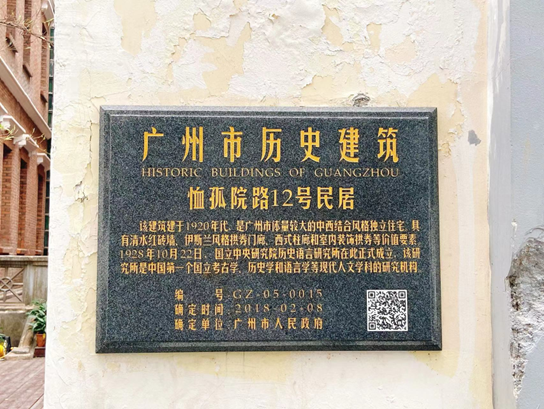 广州市历史建筑
HISTORIC BUILDINGS OF GUANGZHOU
恤孤院路12号民居
该建筑建于1920年代，是广州市体量较大的中西结合风格独立住宅，具
有清水红砖墙、伊斯兰风格拱券门廊、西式柱廊和室内装饰拱券等价值要素。
1928年10月22日，国立中央研究院历史语言研究所在此正式成立。该研
究所是中国第一个国立考古学、历史学和语言学等现代人文学科的研究机构。
编　　号：GZ-05-0015
确定时间：2018-02-08
确定单位：广州市人民政府